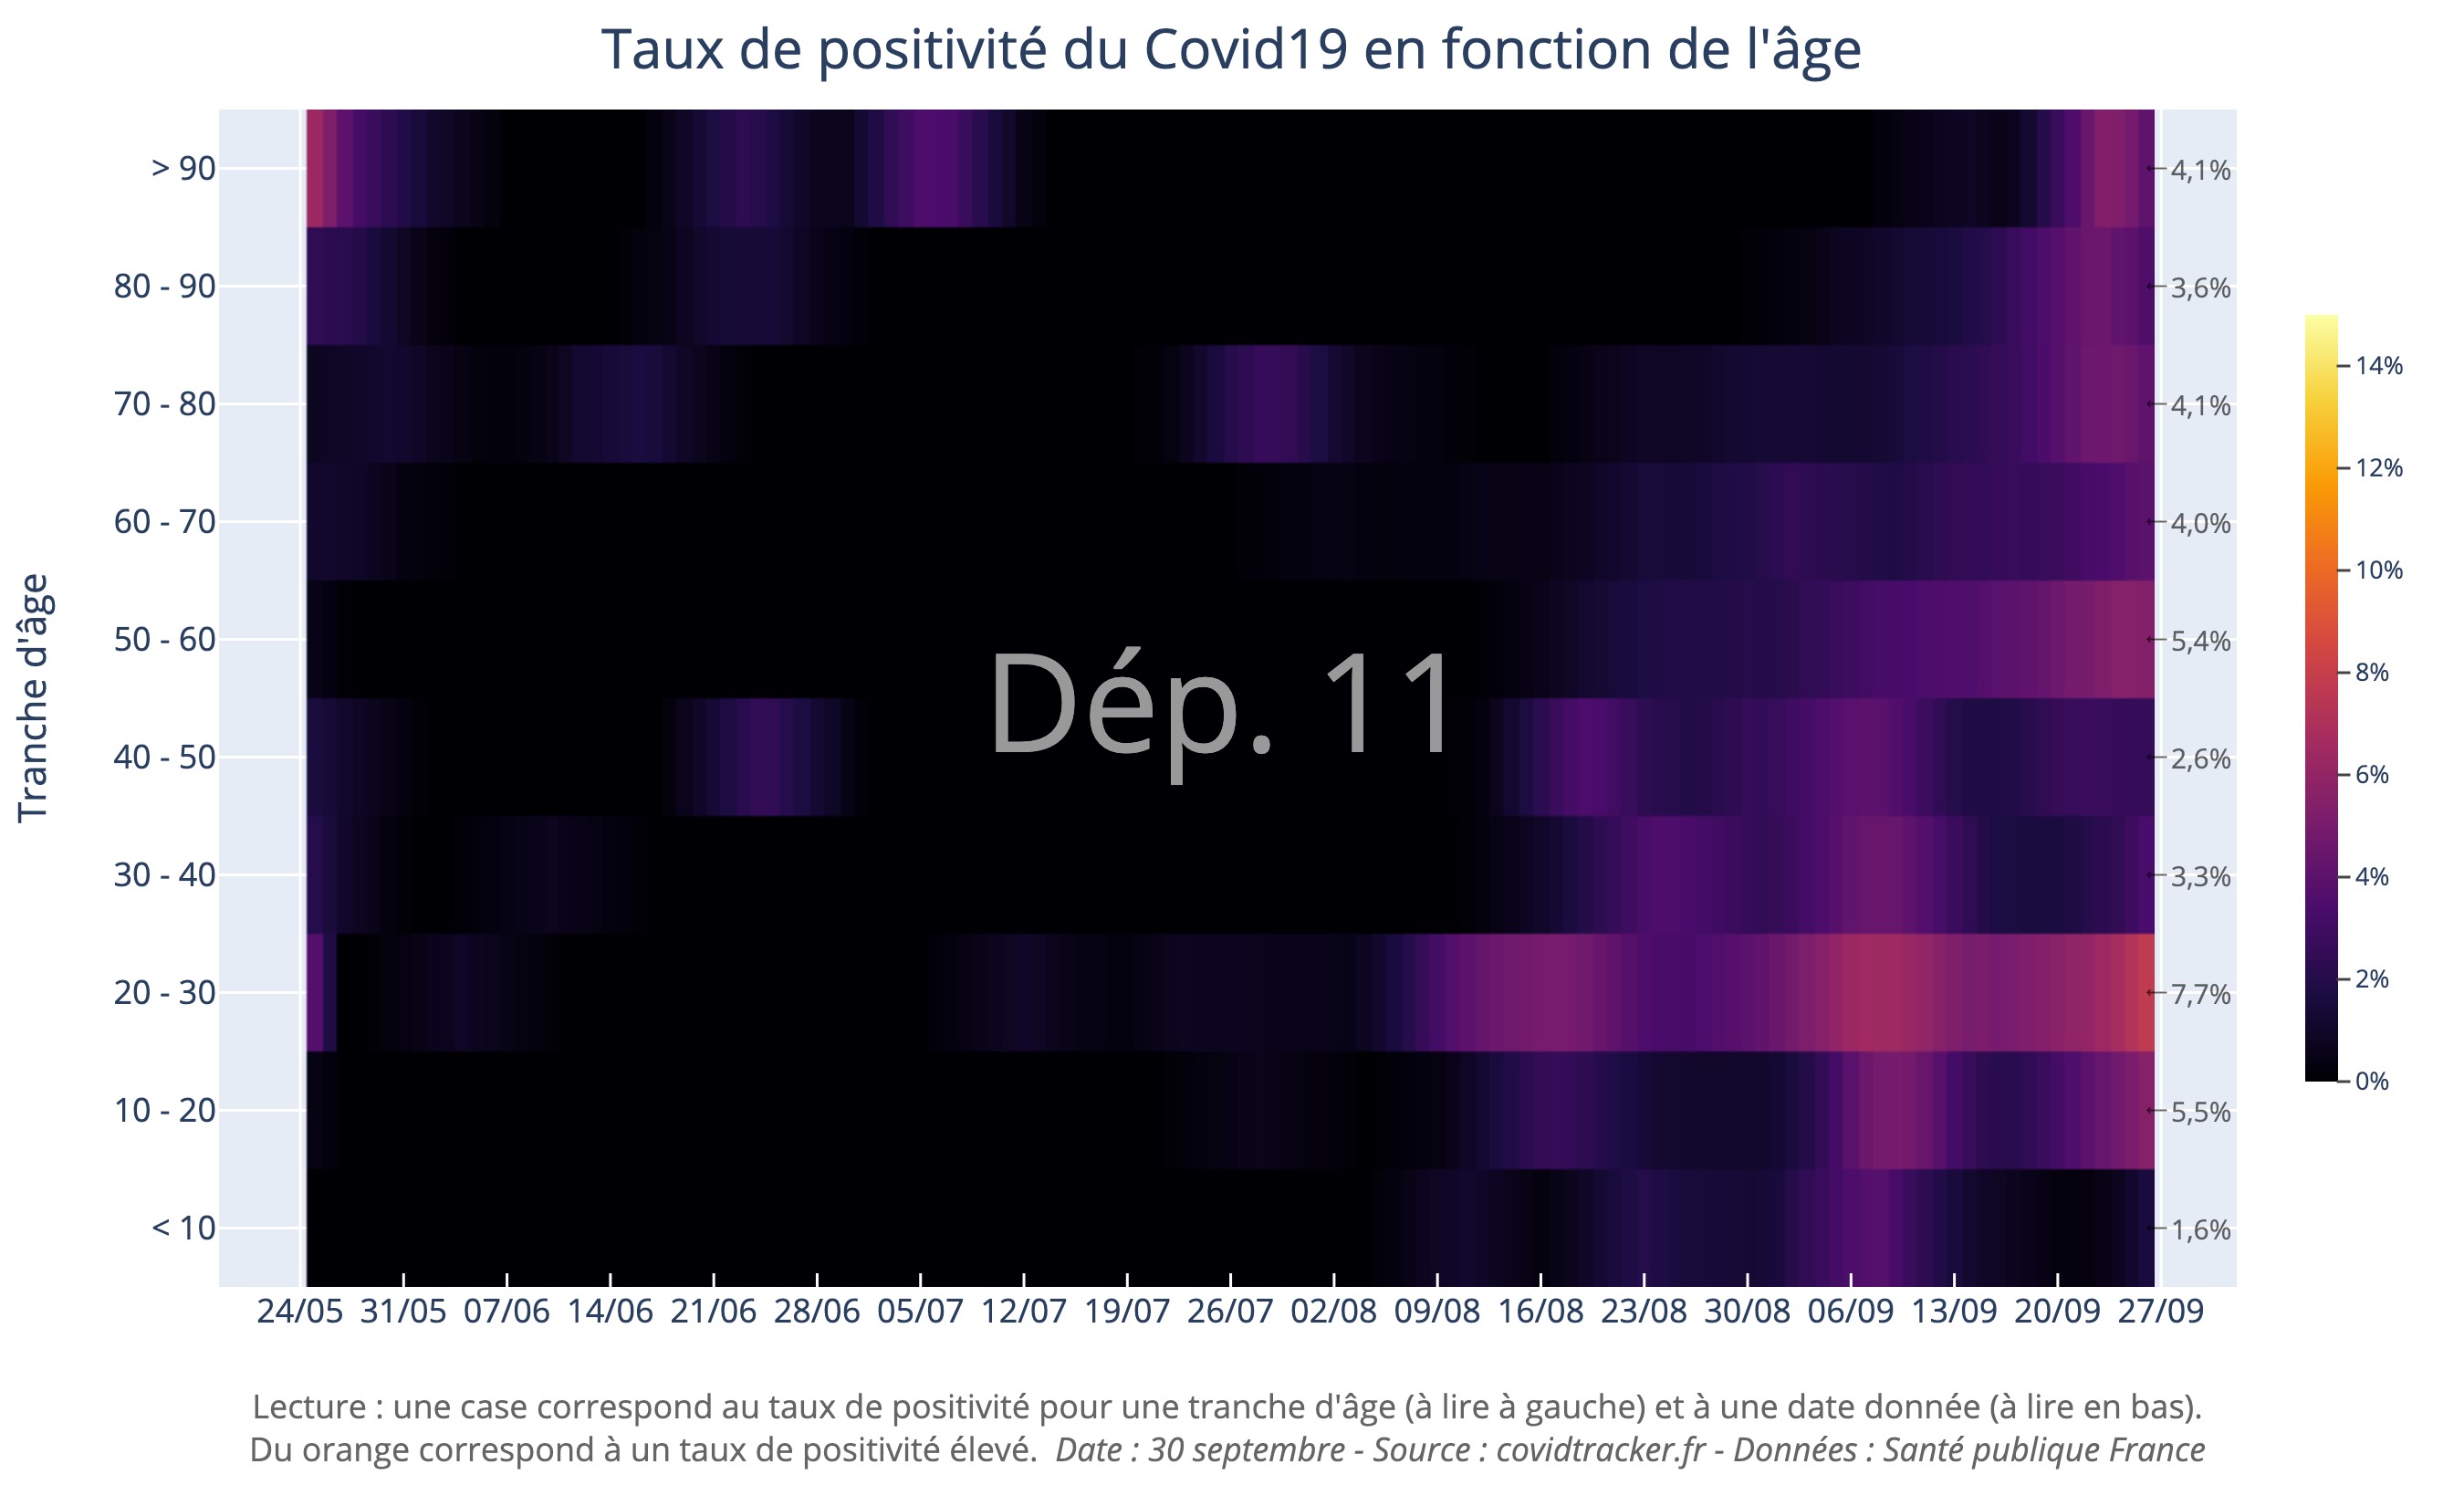 Taux de positivité du Covid19 en fonction de l'âge
Tranche d'âge
> 90
80 - 90
70 - 80
60 - 70
50 - 60
40 - 50
30 - 40
20 - 30
10 - 20
< 10
Dép. 11
4,1%
3,6%
4,1%
4,0%
5,4%
2,6%
3,3%
7,7%
5,5%
1,6%
14%
12%
10%
8%
6%
4%
2%
0%
24/05 31/05 07/06 14/06 21/06 28/06 05/07 12/07 19/07 26/07 02/08 09/08 16/08 23/08 30/08 06/09 13/09 20/09 27/09
Lecture : une case correspond au taux de positivité pour une tranche d'âge (à lire à gauche) et à une date donnée (à lire en bas).
Du orange correspond à un taux de positivité élevé. Date : 30 septembre - Source : covidtracker.fr - Données : Santé publique France